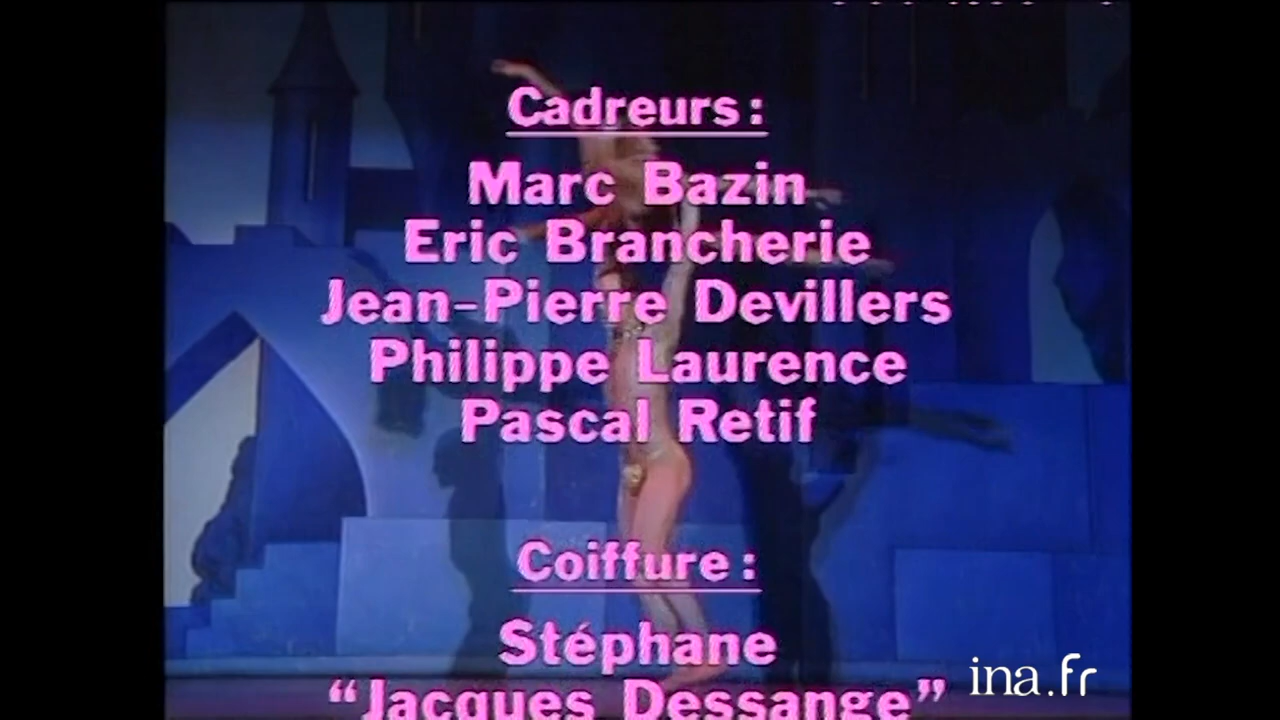 Cadreurs :
Marc Bazin
Eric Brancherie
Jean-Pierre Devillers
Philippe Laurence
Pascal Retif
Coiffure :
Stéphane
“Jacques Dessange”
ina.fr